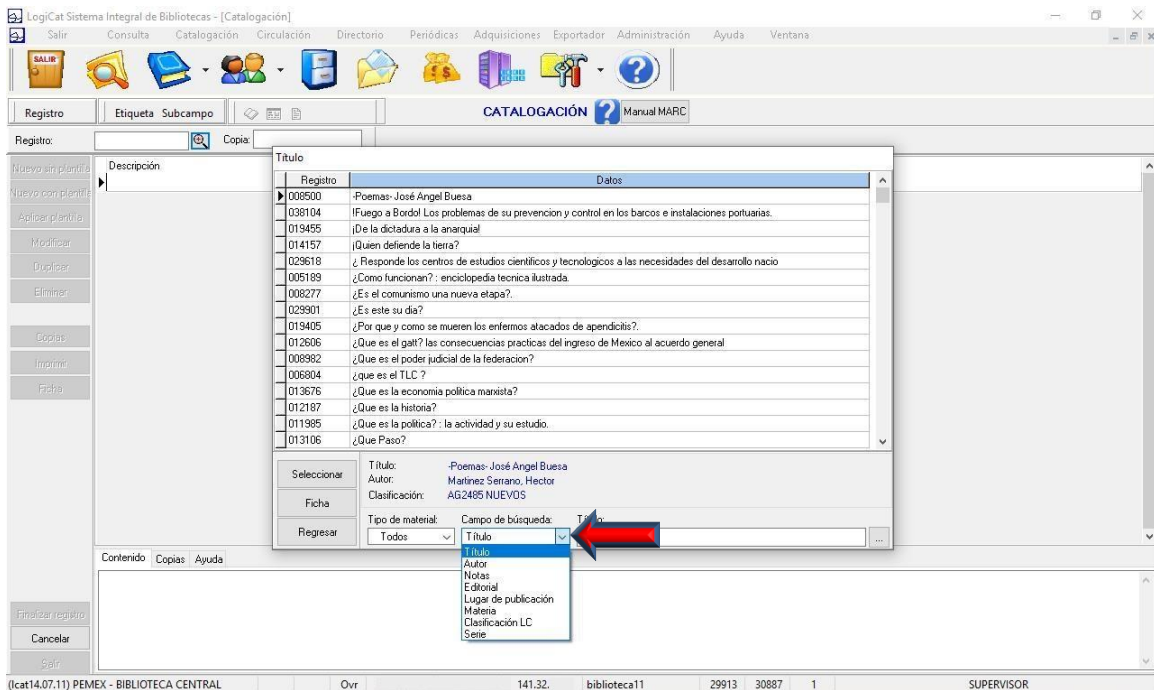 LogiCat Sistema Integral de Bibliotecas - [Catalogación]
Salir Consulta Catalogación Circulación Directorio Periódicas Adquisiciones Exportador Administración Ayuda Ventana
SALIR
Registro Etiqueta Subcampo CATALOGACIÓN Manual MARC
Registro: Copia:
Nuevo sin plantilla
Nuevo con plantilla
Aplicar plantilla
Modificar
Duplicar
Eliminar
Copias
Imprimir
Ficha
Descripción
Título
Registro Datos
008500 -Poemas- José Angel Buesa
038104 !Fuego a Bordo! Los problemas de su prevencion y control en los barcos e instalaciones portuarias.
019455 ¡De la dictadura a la anarquia!
014157 ¡Quien defiende la tierra?
029618 ¿ Responde los centros de estudios cientificos y tecnologicos a las necesidades del desarrollo nacio
005189 ¿Como funcionan? : enciclopedia tecnica ilustrada.
008277 ¿Es el comunismo una nueva etapa?.
029901 ¿Es este su dia?
019405 ¿Por que y como se mueren los enfermos atacados de apendicitis?.
012606 ¿Que es el gatt? las consecuencias practicas del ingreso de Mexico al acuerdo general
008982 ¿Que es el poder judicial de la federacion?
006804 ¿que es el TLC ?
013676 ¿Que es la economia politica marxista?
012187 ¿Que es la historia?
011985 ¿Que es la politica? : la actividad y su estudio.
013106 ¿Que Paso?
Seleccionar
Ficha
Regresar
Título: -Poemas- José Angel Buesa
Autor: Martinez Serrano, Hector
Clasificación: AG2485 NUEVOS
Tipo de material: Campo de búsqueda:
Todos Título ...
Título
Autor
Notas
Editorial
Lugar de publicación
Materia
Clasificación LC
Serie
Contenido Copias Ayuda
Finalizar registro
Cancelar
Salir
(lcat14.07.11) PEMEX - BIBLIOTECA CENTRAL Ovr 141.32. biblioteca11 29913 30887 1 SUPERVISOR